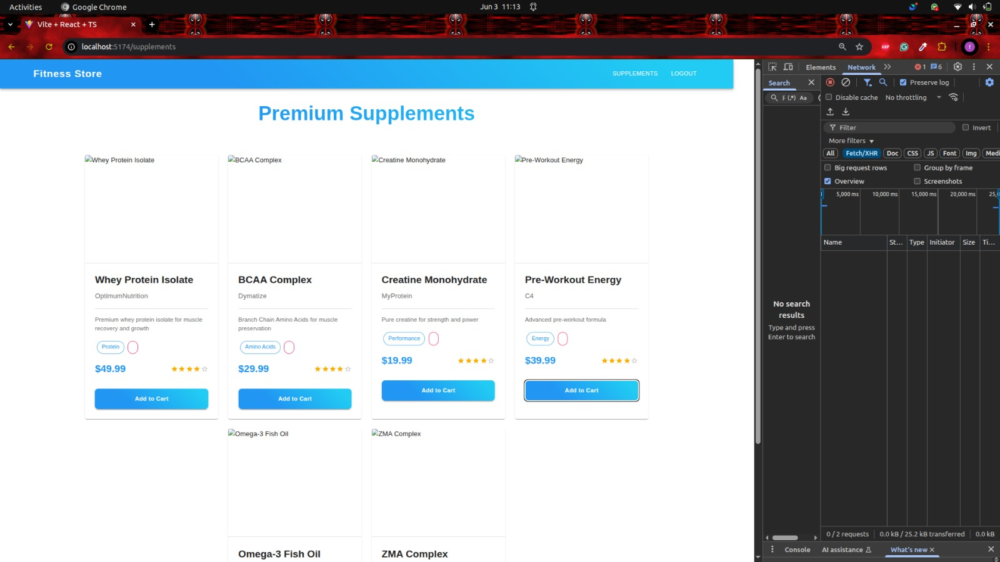 Activities
Google Chrome
Jun 3 11:13
Vite + React + TS
localhost:5174/supplements
ABP
f
Fitness Store
SUPPLEMENTS
LOGOUT
Premium Supplements
Whey Protein Isolate
BCAA Complex
Creatine Monohydrate
Pre-Workout Energy
Whey Protein Isolate
OptimumNutrition
Premium whey protein isolate for muscle
recovery and growth
Protein
$49.99
Add to Cart
BCAA Complex
Dymatize
Branch Chain Amino Acids for muscle
preservation
Amino Acids
$29.99
Add to Cart
Creatine Monohydrate
MyProtein
Pure creatine for strength and power
Performance
$19.99
Add to Cart
Pre-Workout Energy
C4
Advanced pre-workout formula
Energy
$39.99
Add to Cart
Omega-3 Fish Oil
ZMA Complex
Omega-3 Fish Oil
ZMA Complex
Elements
Network
1
6
Search
F (.*) Aa
No search
results
Type and press
Enter to search
Preserve log
Disable cache
No throttling
Filter
Invert
More filters
All
Fetch/XHR
Doc
CSS
JS
Font
Img
Medi
Big request rows
Group by frame
Overview
Screenshots
5,000 ms
10,000 ms
15,000 ms
20,000 ms
25,
Name
St...
Type
Initiator
Size
Ti...
0 / 2 requests
0.0 kB / 25.2 kB transferred
0.0 kB
Console
AI assistance
What's new